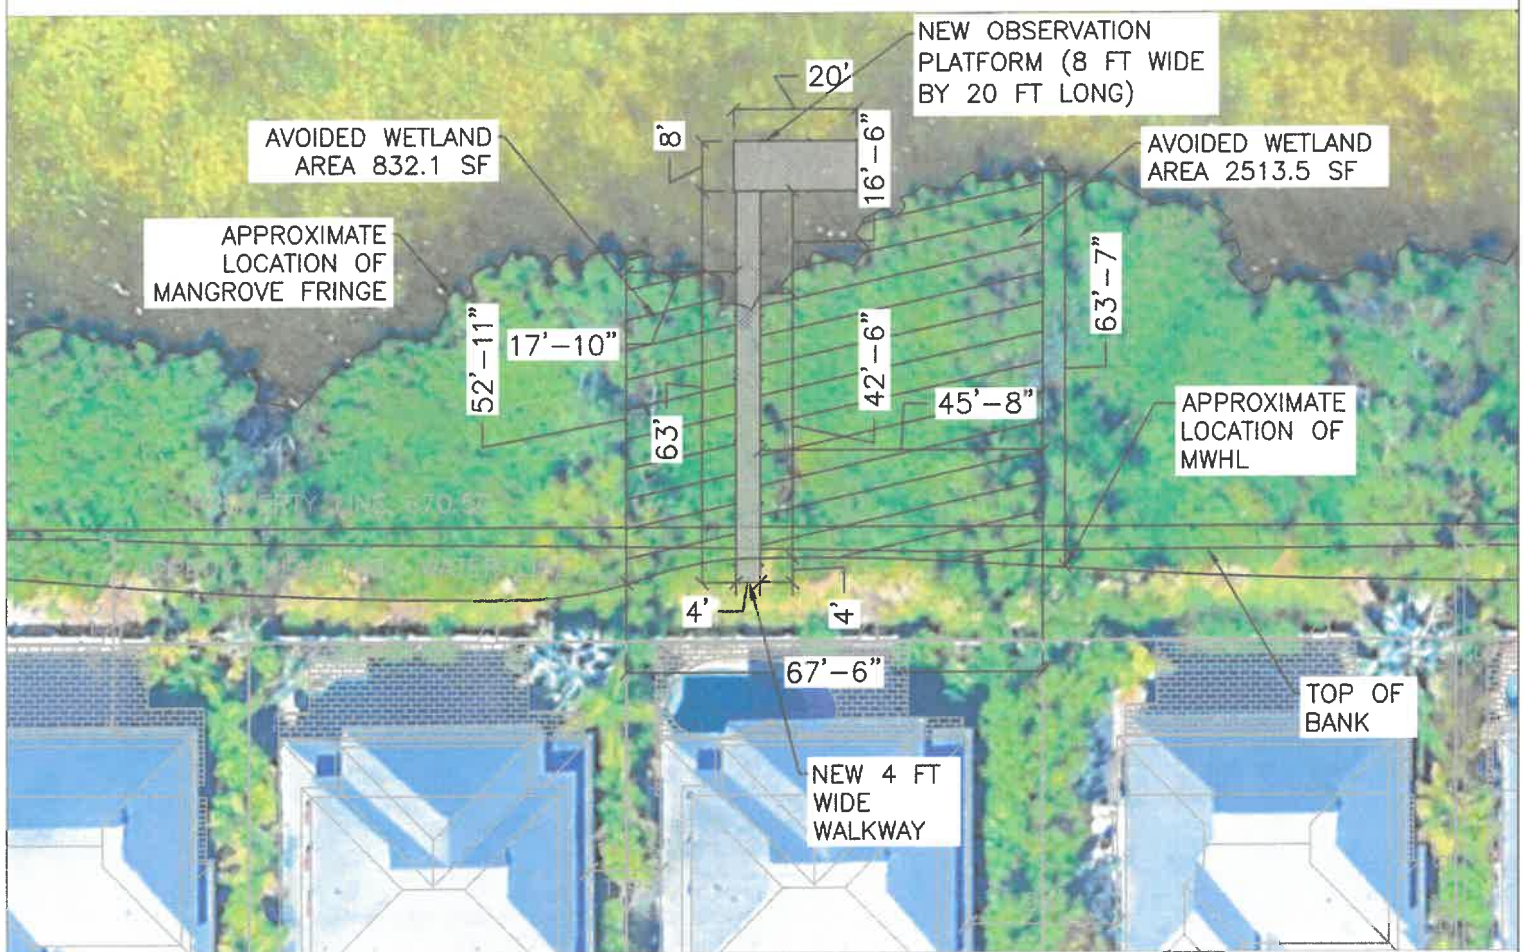 NEW OBSERVATION
PLATFORM (8 FT WIDE
BY 20 FT LONG)
20'
8'
16'-6"
AVOIDED WETLAND
AREA 832.1 SF
AVOIDED WETLAND
AREA 2513.5 SF
APPROXIMATE
LOCATION OF
MANGROVE FRINGE
52'-11"
17'-10"
63'
42'-6"
45'-8"
63'-7"
APPROXIMATE
LOCATION OF
MWHL
4'
4'
67'-6"
TOP OF
BANK
NEW 4 FT
WIDE
WALKWAY